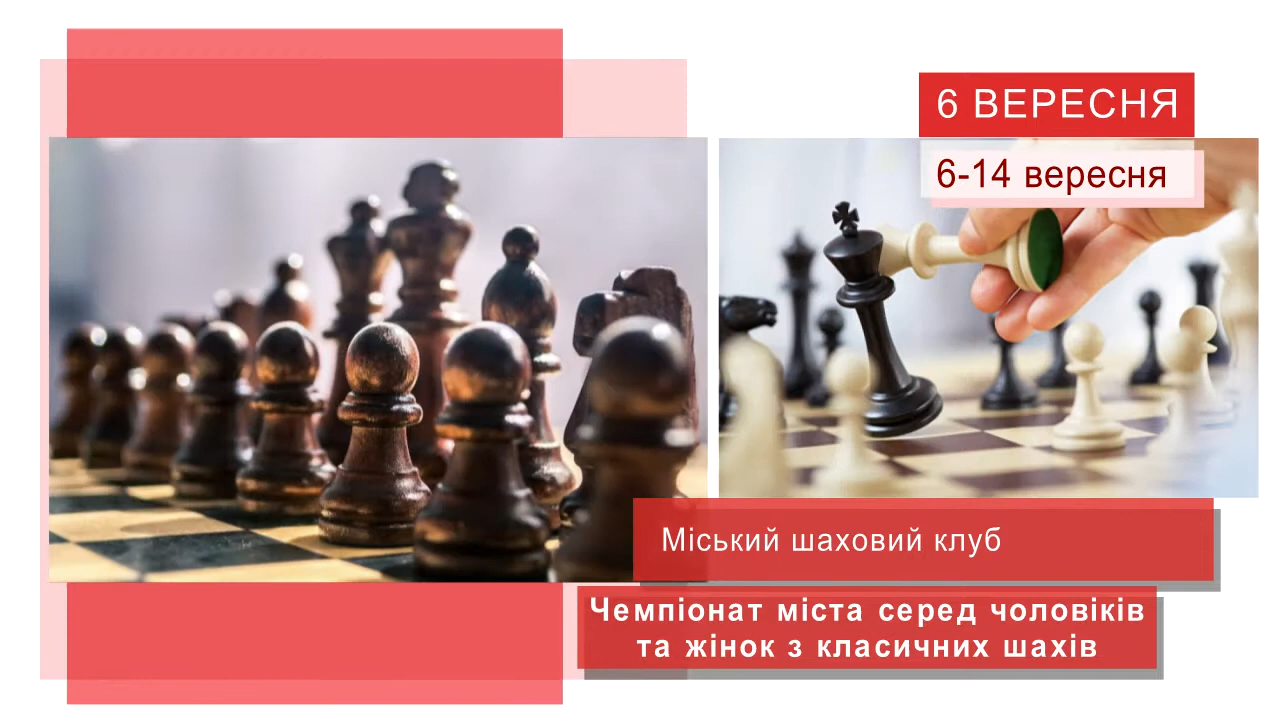 6 ВЕРЕСНЯ
6-14 вересня
Міський шаховий клуб
Чемпіонат міста серед чоловіків
та жінок з класичних шахів